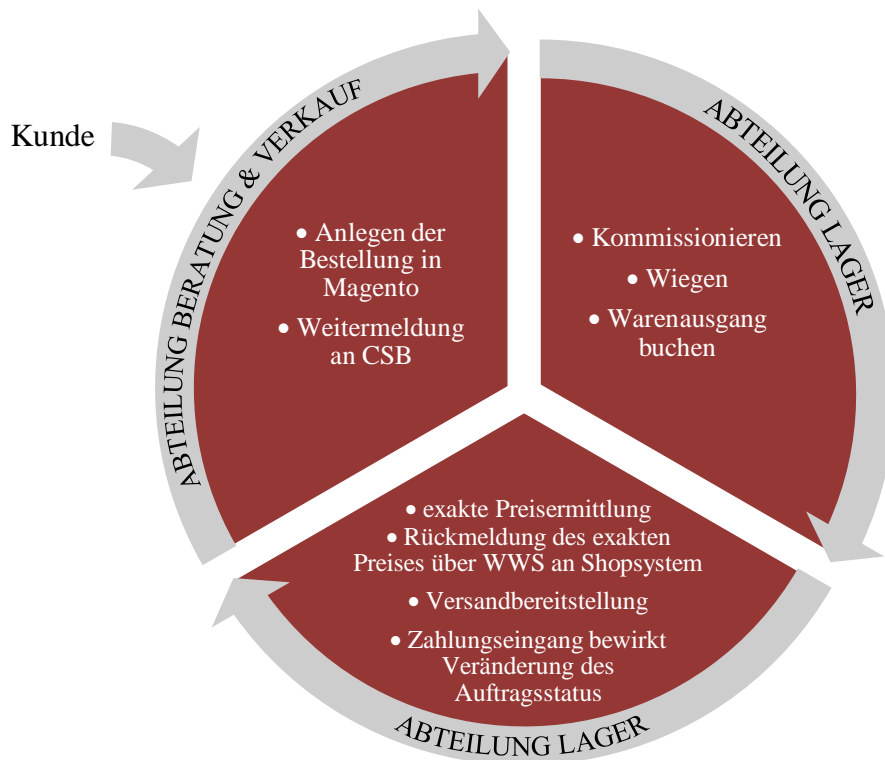 Kunde
ABTEILUNG BERATUNG & VERKAUF
• Anlegen der
Bestellung in
Magento
• Weitermeldung
an CSB
ABTEILUNG LAGER
• Kommissionieren
• Wiegen
• Warenausgang
buchen
• exakte Preisermittlung
• Rückmeldung des exakten
Preises über WWS an Shopsystem
• Versandbereitstellung
• Zahlungseingang bewirkt
Veränderung des
Auftragsstatus
ABTEILUNG LAGER